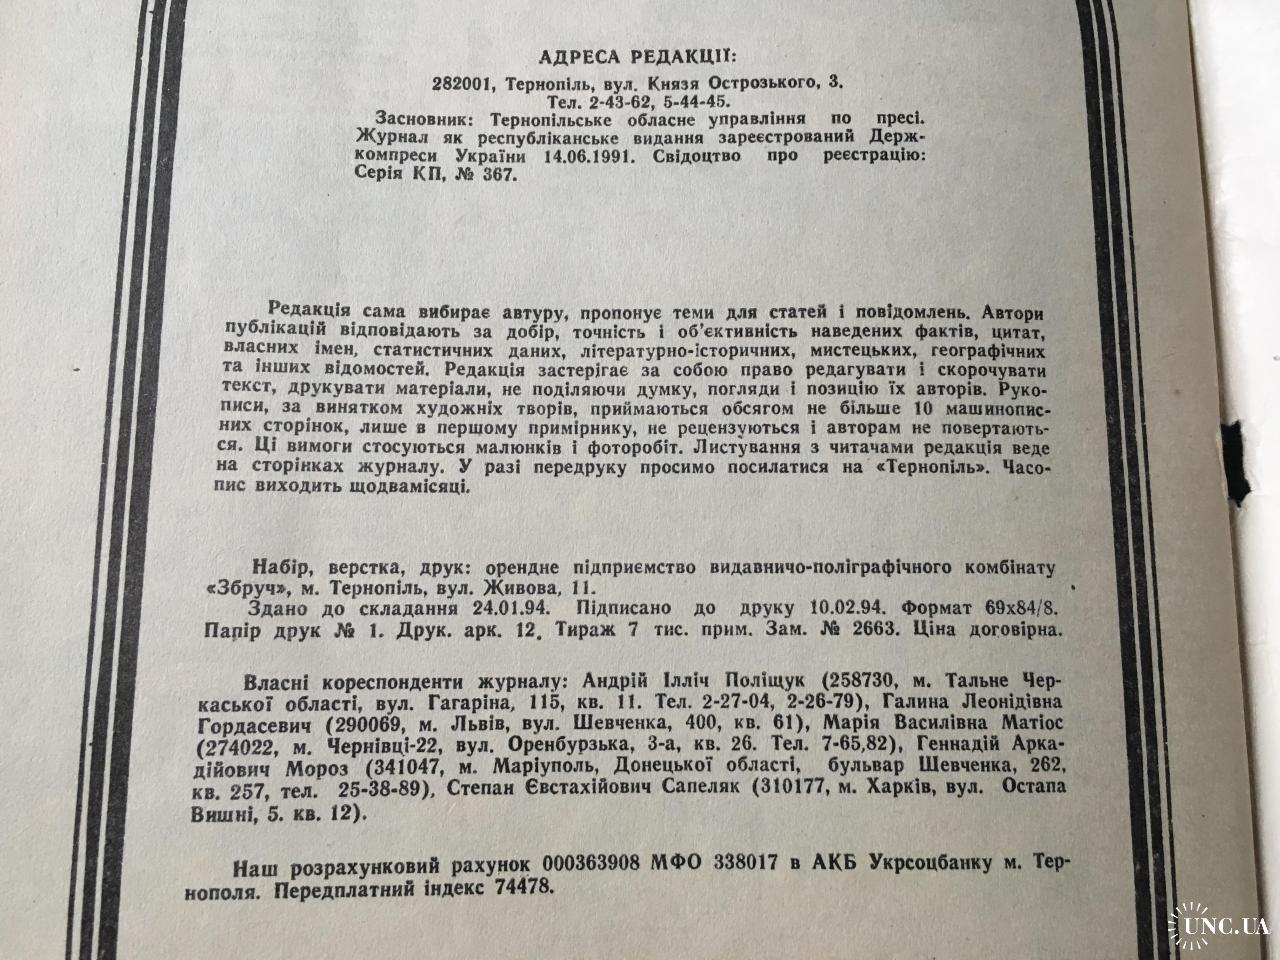 АДРЕСА РЕДАКЦІЇ:
282001, Тернопіль, вул. Князя Острозького, 3.
Тел. 2-43-62, 5-44-45.
Засновник: Тернопільське обласне управління по пресі.
Журнал як республіканське видання зареєстрований Держ-
компреси України 14.06.1991. Свідоцтво про реєстрацію:
Серія КП, № 367.
Редакція сама вибирає автуру, пропонує теми для статей і повідомлень. Автори
публікацій відповідають за добір, точність і об'єктивність наведених фактів, цитат,
власних імен, статистичних даних, літературно-історичних, мистецьких, географічних
та інших відомостей. Редакція застерігає за собою право редагувати і скорочувати
текст, друкувати матеріали, не поділяючи думку, погляди і позицію їх авторів. Руко-
писи, за винятком художніх творів, приймаються обсягом не більше 10 машинопис-
них сторінок, лише в першому примірнику, не рецензуються і авторам не повертають-
ся. Ці вимоги стосуються малюнків і фоторобіт. Листування з читачами редакція веде
на сторінках журналу. У разі передруку просимо посилатися на «Тернопіль». Часо-
пис виходить щодвамісяці.
Набір, верстка, друк: орендне підприємство видавничо-поліграфічного комбінату
«Збруч», м. Тернопіль, вул. Живова, 11.
Здано до складання 24.01.94. Підписано до друку 10.02.94. Формат 69х84/8.
Папір друк № 1. Друк. арк. 12. Тираж 7 тис. прим. Зам. № 2663. Ціна договірна.
Власні кореспонденти журналу: Андрій Ілліч Поліщук (258730, м. Тальне Чер-
каської області, вул. Гагаріна, 115, кв. 11. Тел. 2-27-04, 2-26-79), Галина Леонідівна
Гордасевич (290069, м. Львів, вул. Шевченка, 400, кв. 61), Марія Василівна Матіос
(274022, м. Чернівці-22, вул. Оренбурзька, 3-а, кв. 26. Тел. 7-65,82), Геннадій Арка-
дійович Мороз (341047, м. Маріуполь, Донецької області, бульвар Шевченка, 262,
кв. 257, тел. 25-38-89), Степан Євстахійович Сапеляк (310177, м. Харків, вул. Остапа
Вишні, 5. кв. 12).
Наш розрахунковий рахунок 000363908 МФО 338017 в АКБ Укрсоцбанку м. Тер-
нополя. Передплатний індекс 74478.
UNC.UA